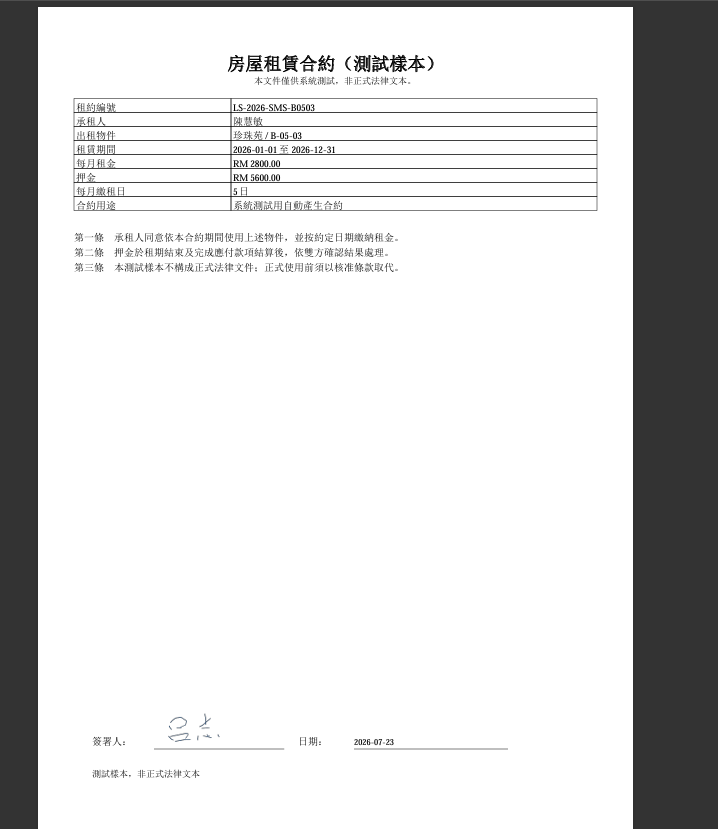 房屋租賃合約（測試樣本）
本文件僅供系統測試，非正式法律文本。
租約編號 LS-2026-SMS-B0503
承租人 陳慧敏
出租物件 珍珠苑 / B-05-03
租賃期間 2026-01-01 至 2026-12-31
每月租金 RM 2800.00
押金 RM 5600.00
每月繳租日 5 日
合約用途 系統測試用自動產生合約
第一條 承租人同意依本合約期間使用上述物件，並按約定日期繳納租金。
第二條 押金於租期結束及完成應付款項結算後，依雙方確認結果處理。
第三條 本測試樣本不構成正式法律文件；正式使用前須以核准條款取代。
簽署人： 日期： 2026-07-23
測試樣本，非正式法律文本